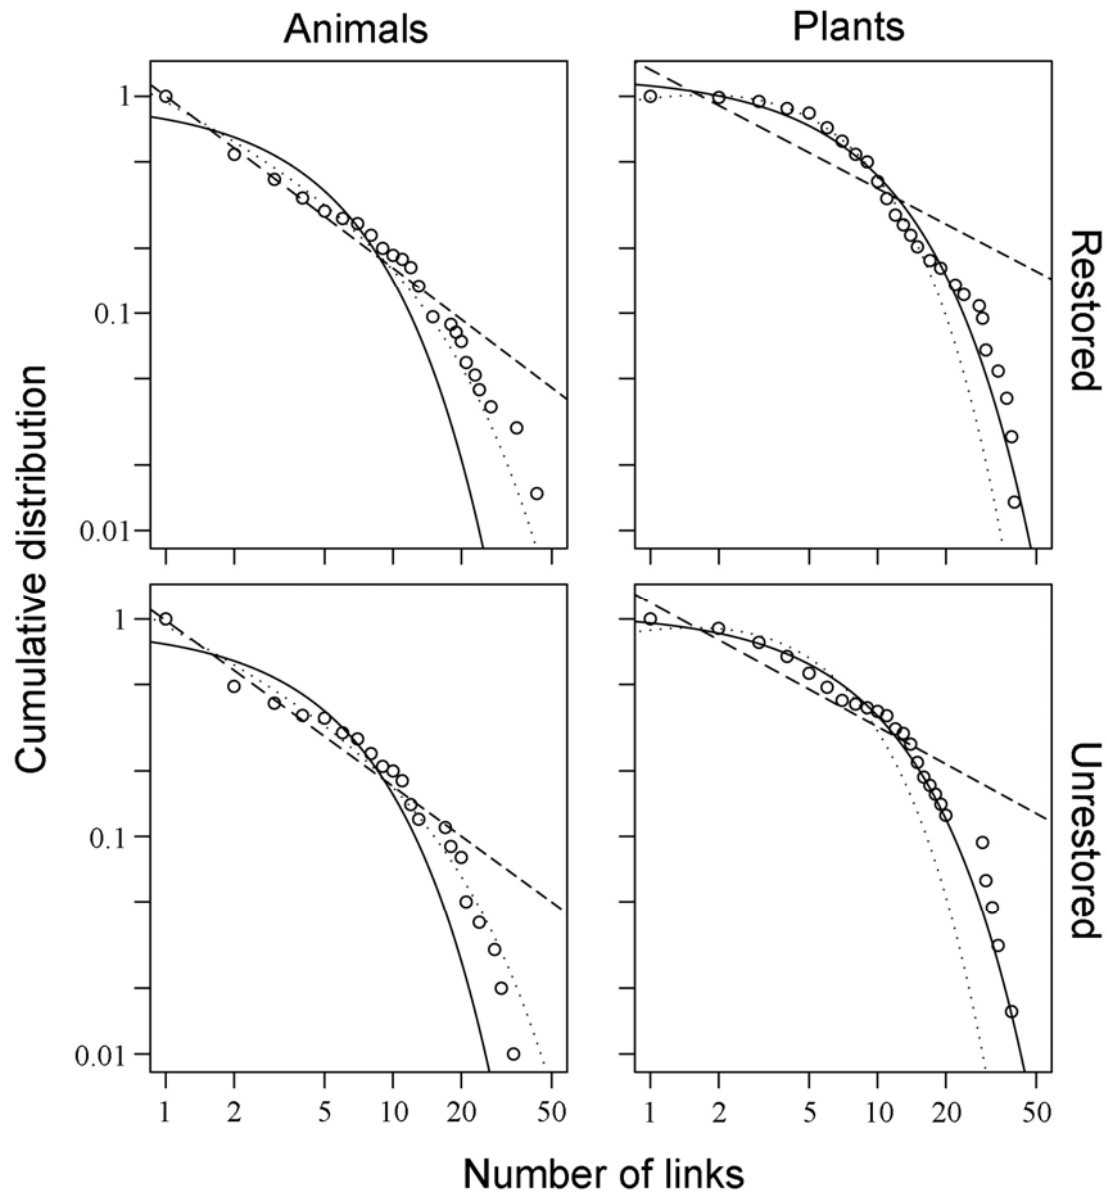 Animals
Plants
1
0.1
0.01
Restored
Cumulative distribution
1
0.1
0.01
Unrestored
1 2 5 10 20 50
1 2 5 10 20 50
Number of links